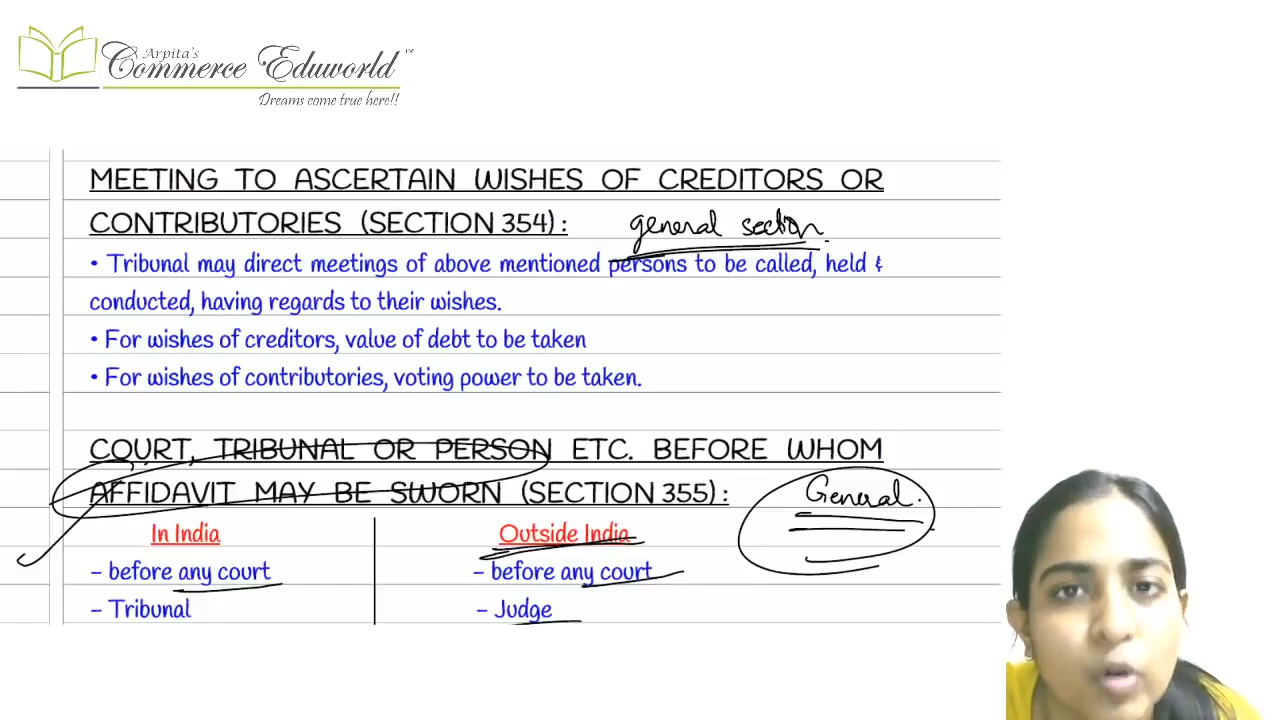 Arpita's
Commerce Eduworld™
Dreams come true here!!
MEETING TO ASCERTAIN WISHES OF CREDITORS OR
CONTRIBUTORIES (SECTION 354): general section.
• Tribunal may direct meetings of above mentioned persons to be called, held &
conducted, having regards to their wishes.
• For wishes of creditors, value of debt to be taken
• For wishes of contributories, voting power to be taken.
COURT, TRIBUNAL OR PERSON ETC. BEFORE WHOM
AFFIDAVIT MAY BE SWORN (SECTION 355): General.
In India Outside India
- before any court - before any court
- Tribunal - Judge